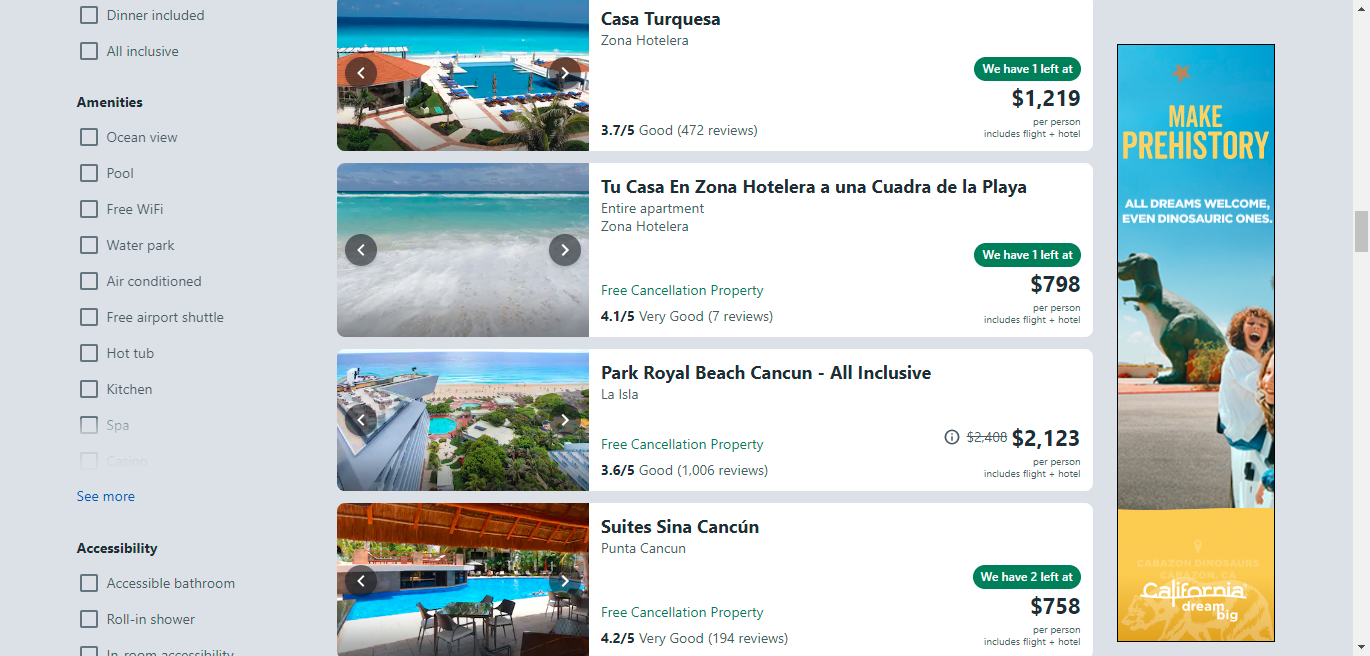 Dinner included
All inclusive
Amenities
Ocean view
Pool
Free WiFi
Water park
Air conditioned
Free airport shuttle
Hot tub
Kitchen
Spa
Casino
See more
Accessibility
Accessible bathroom
Roll-in shower
In-room accessibility
Casa Turquesa
Zona Hotelera
We have 1 left at
$1,219
per person
includes flight + hotel
3.7/5 Good (472 reviews)
Tu Casa En Zona Hotelera a una Cuadra de la Playa
Entire apartment
Zona Hotelera
We have 1 left at
$798
per person
includes flight + hotel
Free Cancellation Property
4.1/5 Very Good (7 reviews)
Park Royal Beach Cancun - All Inclusive
La Isla
$2,408 $2,123
per person
includes flight + hotel
Free Cancellation Property
3.6/5 Good (1,006 reviews)
Suites Sina Cancún
Punta Cancun
We have 2 left at
$758
per person
includes flight + hotel
Free Cancellation Property
4.2/5 Very Good (194 reviews)
MAKE
PREHISTORY
ALL DREAMS WELCOME,
EVEN DINOSAURIC ONES.
CABAZON DINOSAURS
CABAZON, CA
California
dream
big